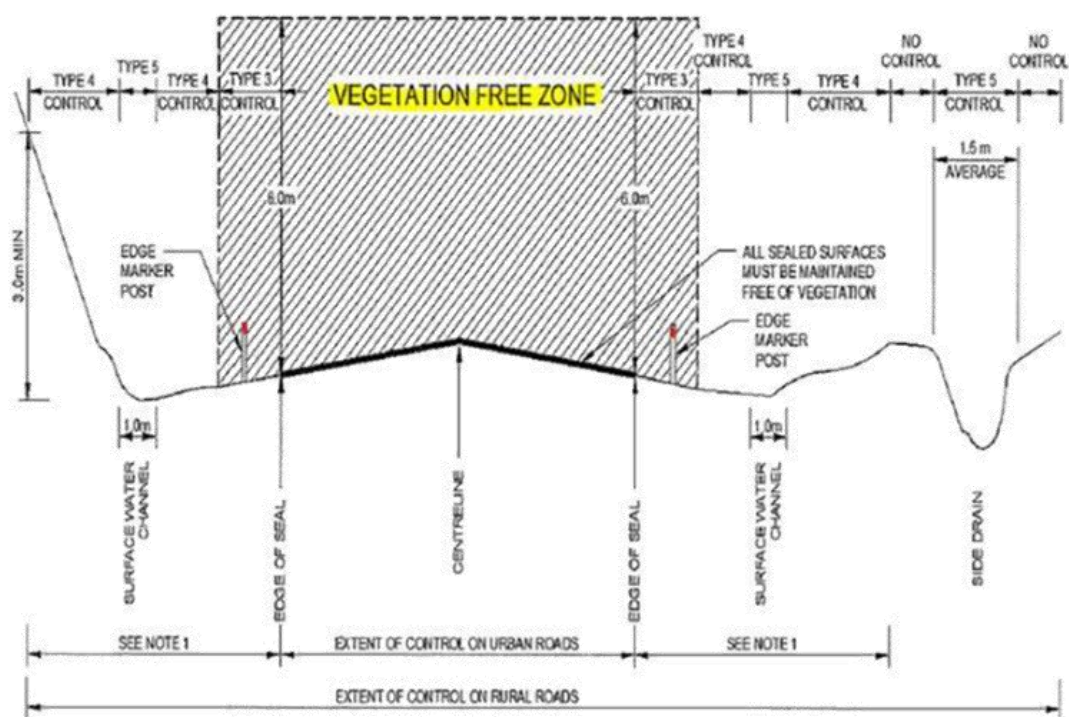 TYPE 4
CONTROL
TYPE 5
TYPE 4
CONTROL
TYPE 3
CONTROL
VEGETATION FREE ZONE
TYPE 3
CONTROL
TYPE 4
CONTROL
TYPE 5
TYPE 4
CONTROL
NO
CONTROL
TYPE 5
CONTROL
NO
CONTROL
1.5 m
AVERAGE
6.0m
6.0m
3.0m MIN
EDGE
MARKER
POST
ALL SEALED SURFACES
MUST BE MAINTAINED
FREE OF VEGETATION
EDGE
MARKER
POST
1.0m
1.0m
SURFACE WATER
CHANNEL
EDGE OF SEAL
CENTRELINE
EDGE OF SEAL
SURFACE WATER
CHANNEL
SIDE DRAIN
SEE NOTE 1
EXTENT OF CONTROL ON URBAN ROADS
SEE NOTE 1
EXTENT OF CONTROL ON RURAL ROADS